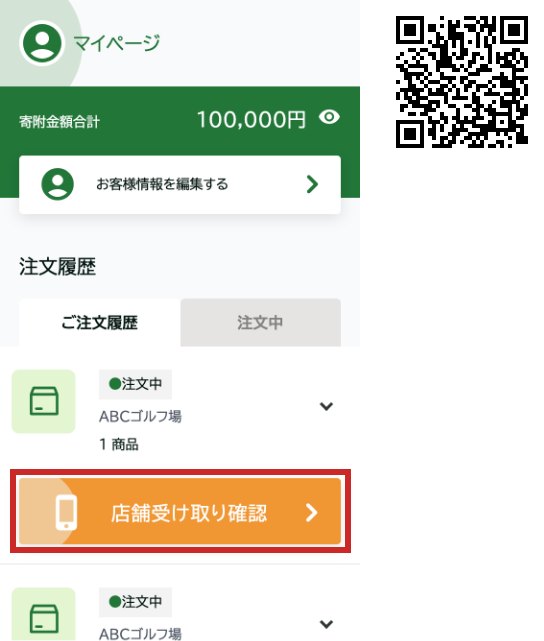 マイページ
寄附金額合計 100,000円
お客様情報を編集する
注文履歴
ご注文履歴 注文中
●注文中
ABCゴルフ場
1 商品
店舗受け取り確認
●注文中
ABCゴルフ場